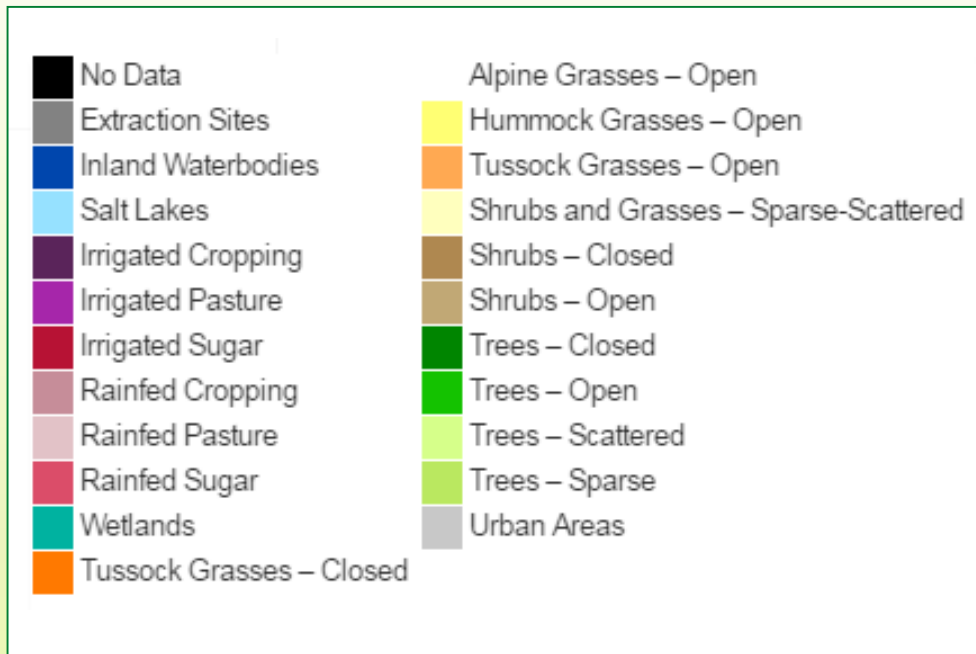 No Data
Extraction Sites
Inland Waterbodies
Salt Lakes
Irrigated Cropping
Irrigated Pasture
Irrigated Sugar
Rainfed Cropping
Rainfed Pasture
Rainfed Sugar
Wetlands
Tussock Grasses – Closed
Alpine Grasses – Open
Hummock Grasses – Open
Tussock Grasses – Open
Shrubs and Grasses – Sparse-Scattered
Shrubs – Closed
Shrubs – Open
Trees – Closed
Trees – Open
Trees – Scattered
Trees – Sparse
Urban Areas